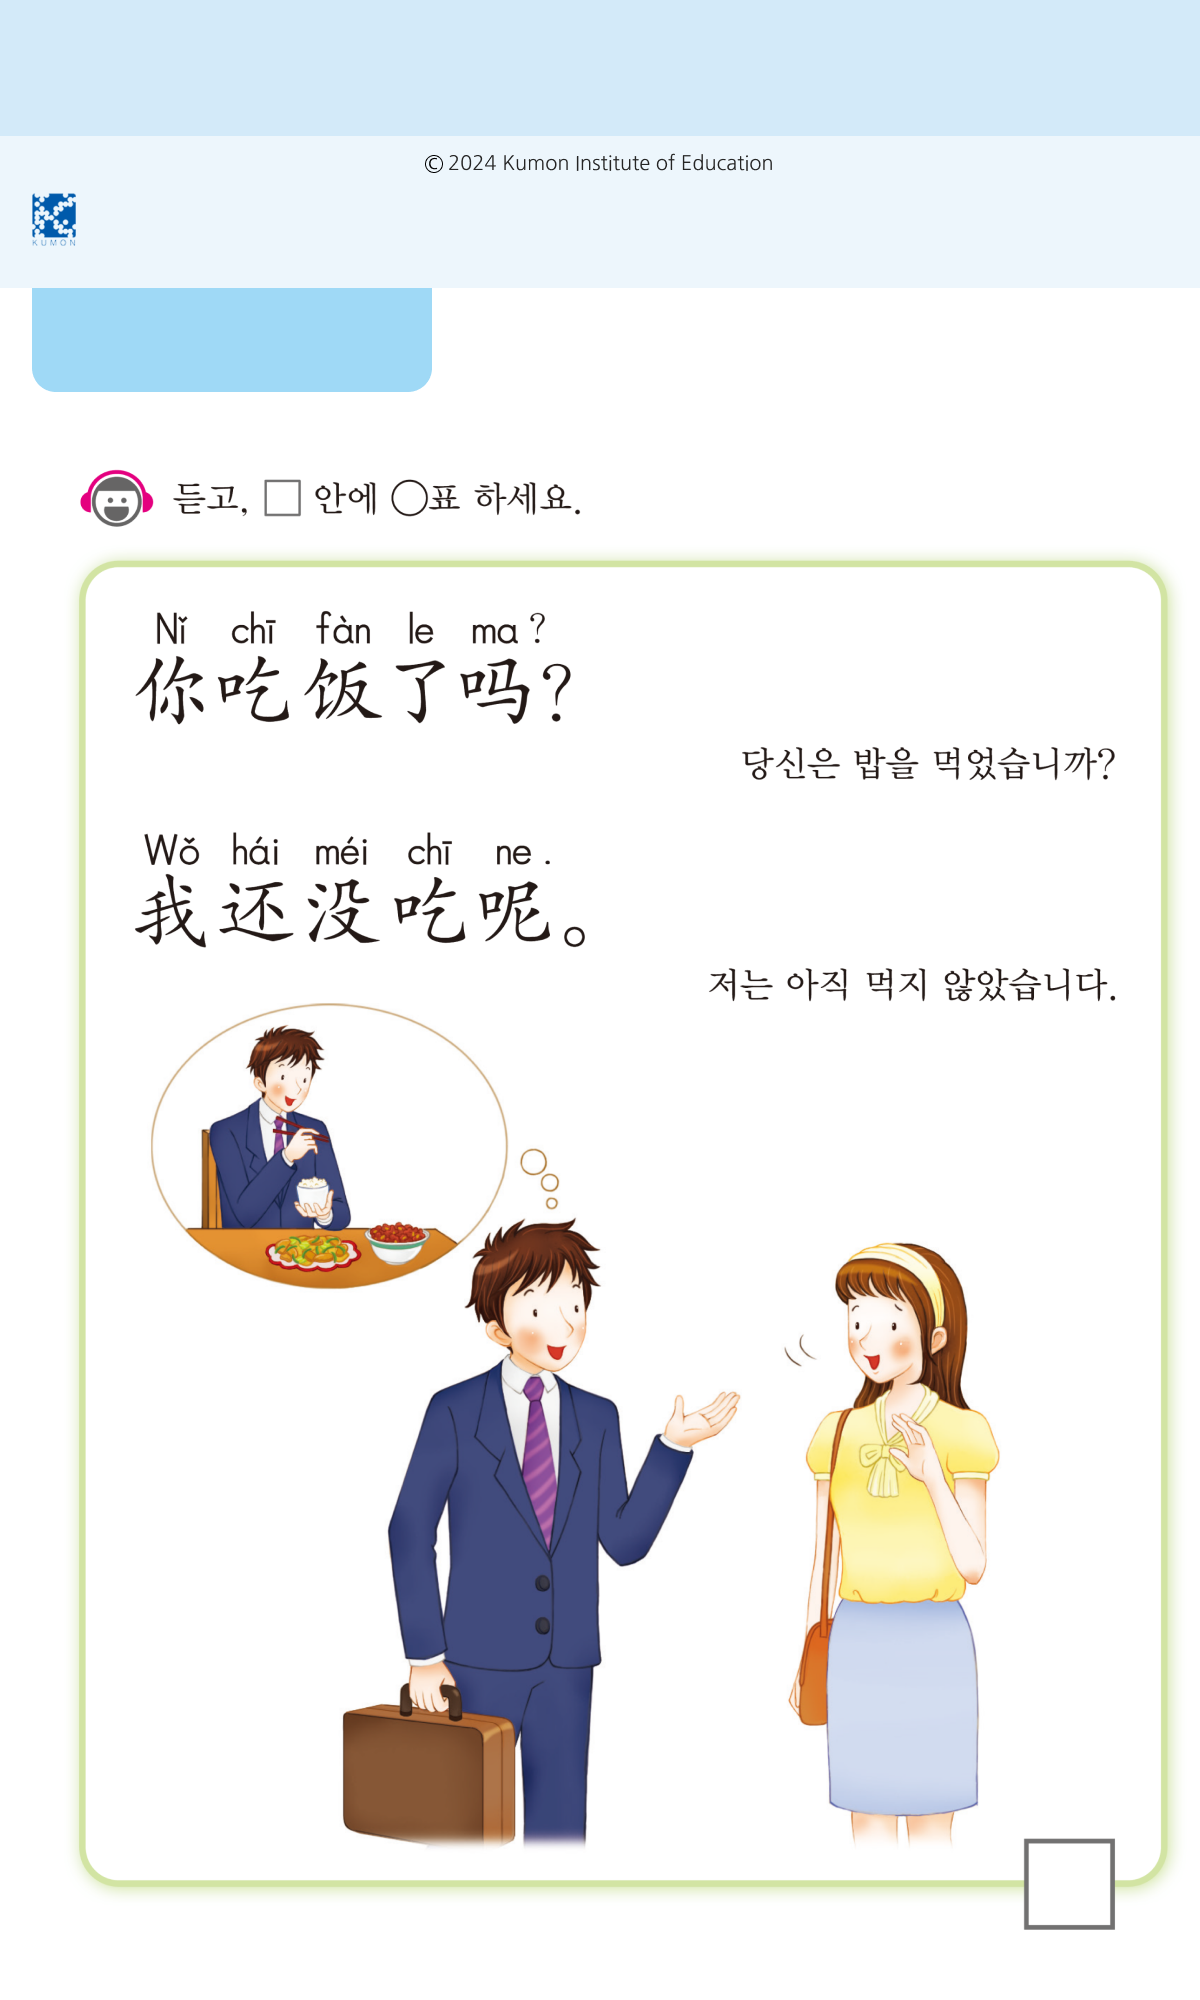 © 2024 Kumon Institute of Education
KUMON
듣고, □ 안에 ○표 하세요.
Nǐ chī fàn le ma ?
你吃饭了吗?
당신은 밥을 먹었습니까?
Wǒ hái méi chī ne .
我还没吃呢。
저는 아직 먹지 않았습니다.